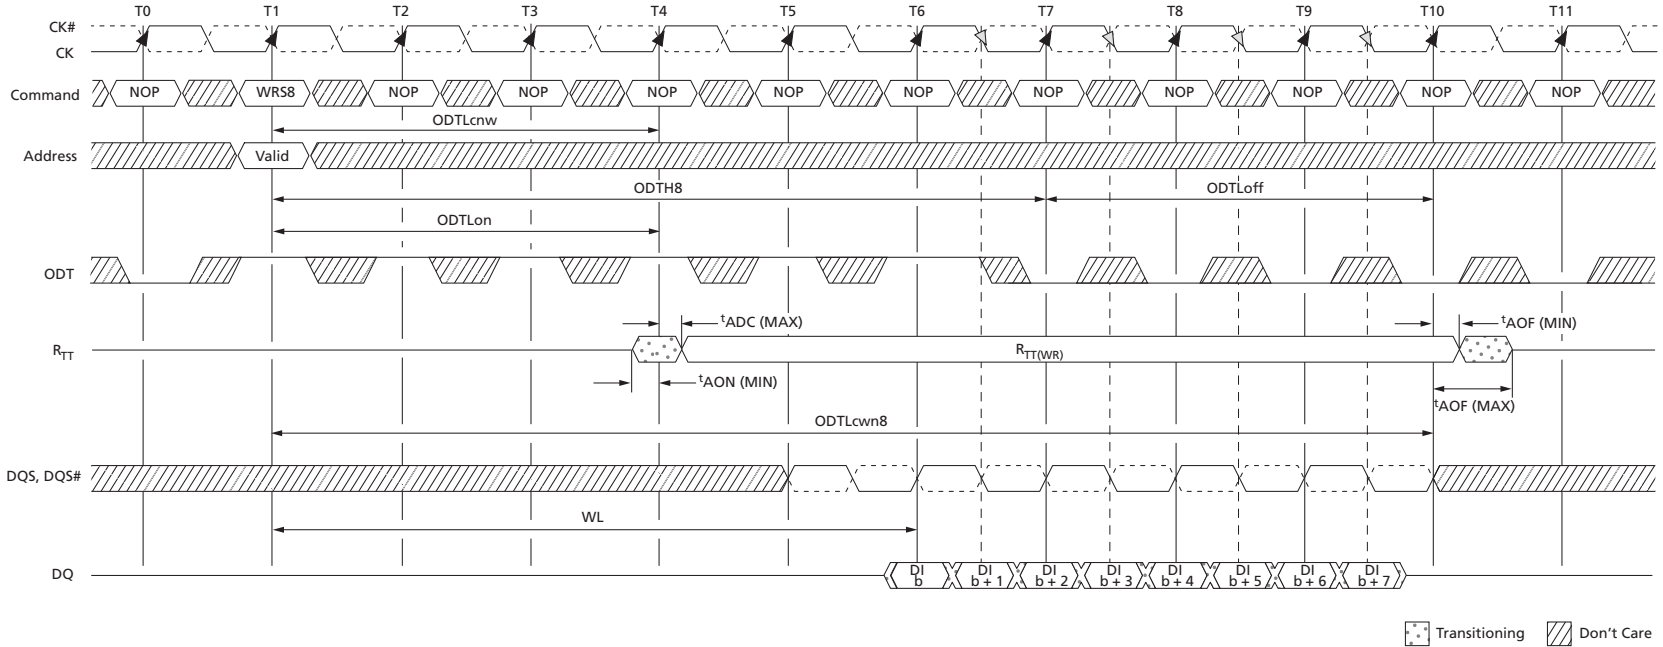 T0 T1 T2 T3 T4 T5 T6 T7 T8 T9 T10 T11
CK#
CK
Command NOP WRS8 NOP NOP NOP NOP NOP NOP NOP NOP NOP NOP
ODTLcnw
Address Valid
ODTH8 ODTLoff
ODTLon
ODT
tADC (MAX) tAOF (MIN)
RTT RTT(WR)
tAON (MIN)
tAOF (MAX)
ODTLcwn8
DQS, DQS#
WL
DQ
DI b DI b + 1 DI b + 2 DI b + 3 DI b + 4 DI b + 5 DI b + 6 DI b + 7
Transitioning Don't Care